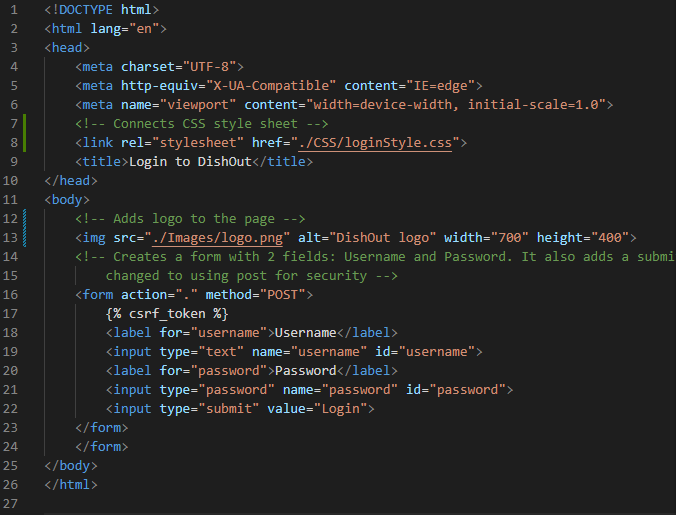 1 <!DOCTYPE html>
2 <html lang="en">
3 <head>
4     <meta charset="UTF-8">
5     <meta http-equiv="X-UA-Compatible" content="IE=edge">
6     <meta name="viewport" content="width=device-width, initial-scale=1.0">
7     <!-- Connects CSS style sheet -->
8     <link rel="stylesheet" href="./CSS/loginStyle.css">
9     <title>Login to DishOut</title>
10 </head>
11 <body>
12     <!-- Adds logo to the page -->
13     <img src="./Images/logo.png" alt="DishOut logo" width="700" height="400">
14     <!-- Creates a form with 2 fields: Username and Password. It also adds a submi
15         changed to using post for security -->
16     <form action="." method="POST">
17         {% csrf_token %}
18         <label for="username">Username</label>
19         <input type="text" name="username" id="username">
20         <label for="password">Password</label>
21         <input type="password" name="password" id="password">
22         <input type="submit" value="Login">
23     </form>
24     </form>
25 </body>
26 </html>
27